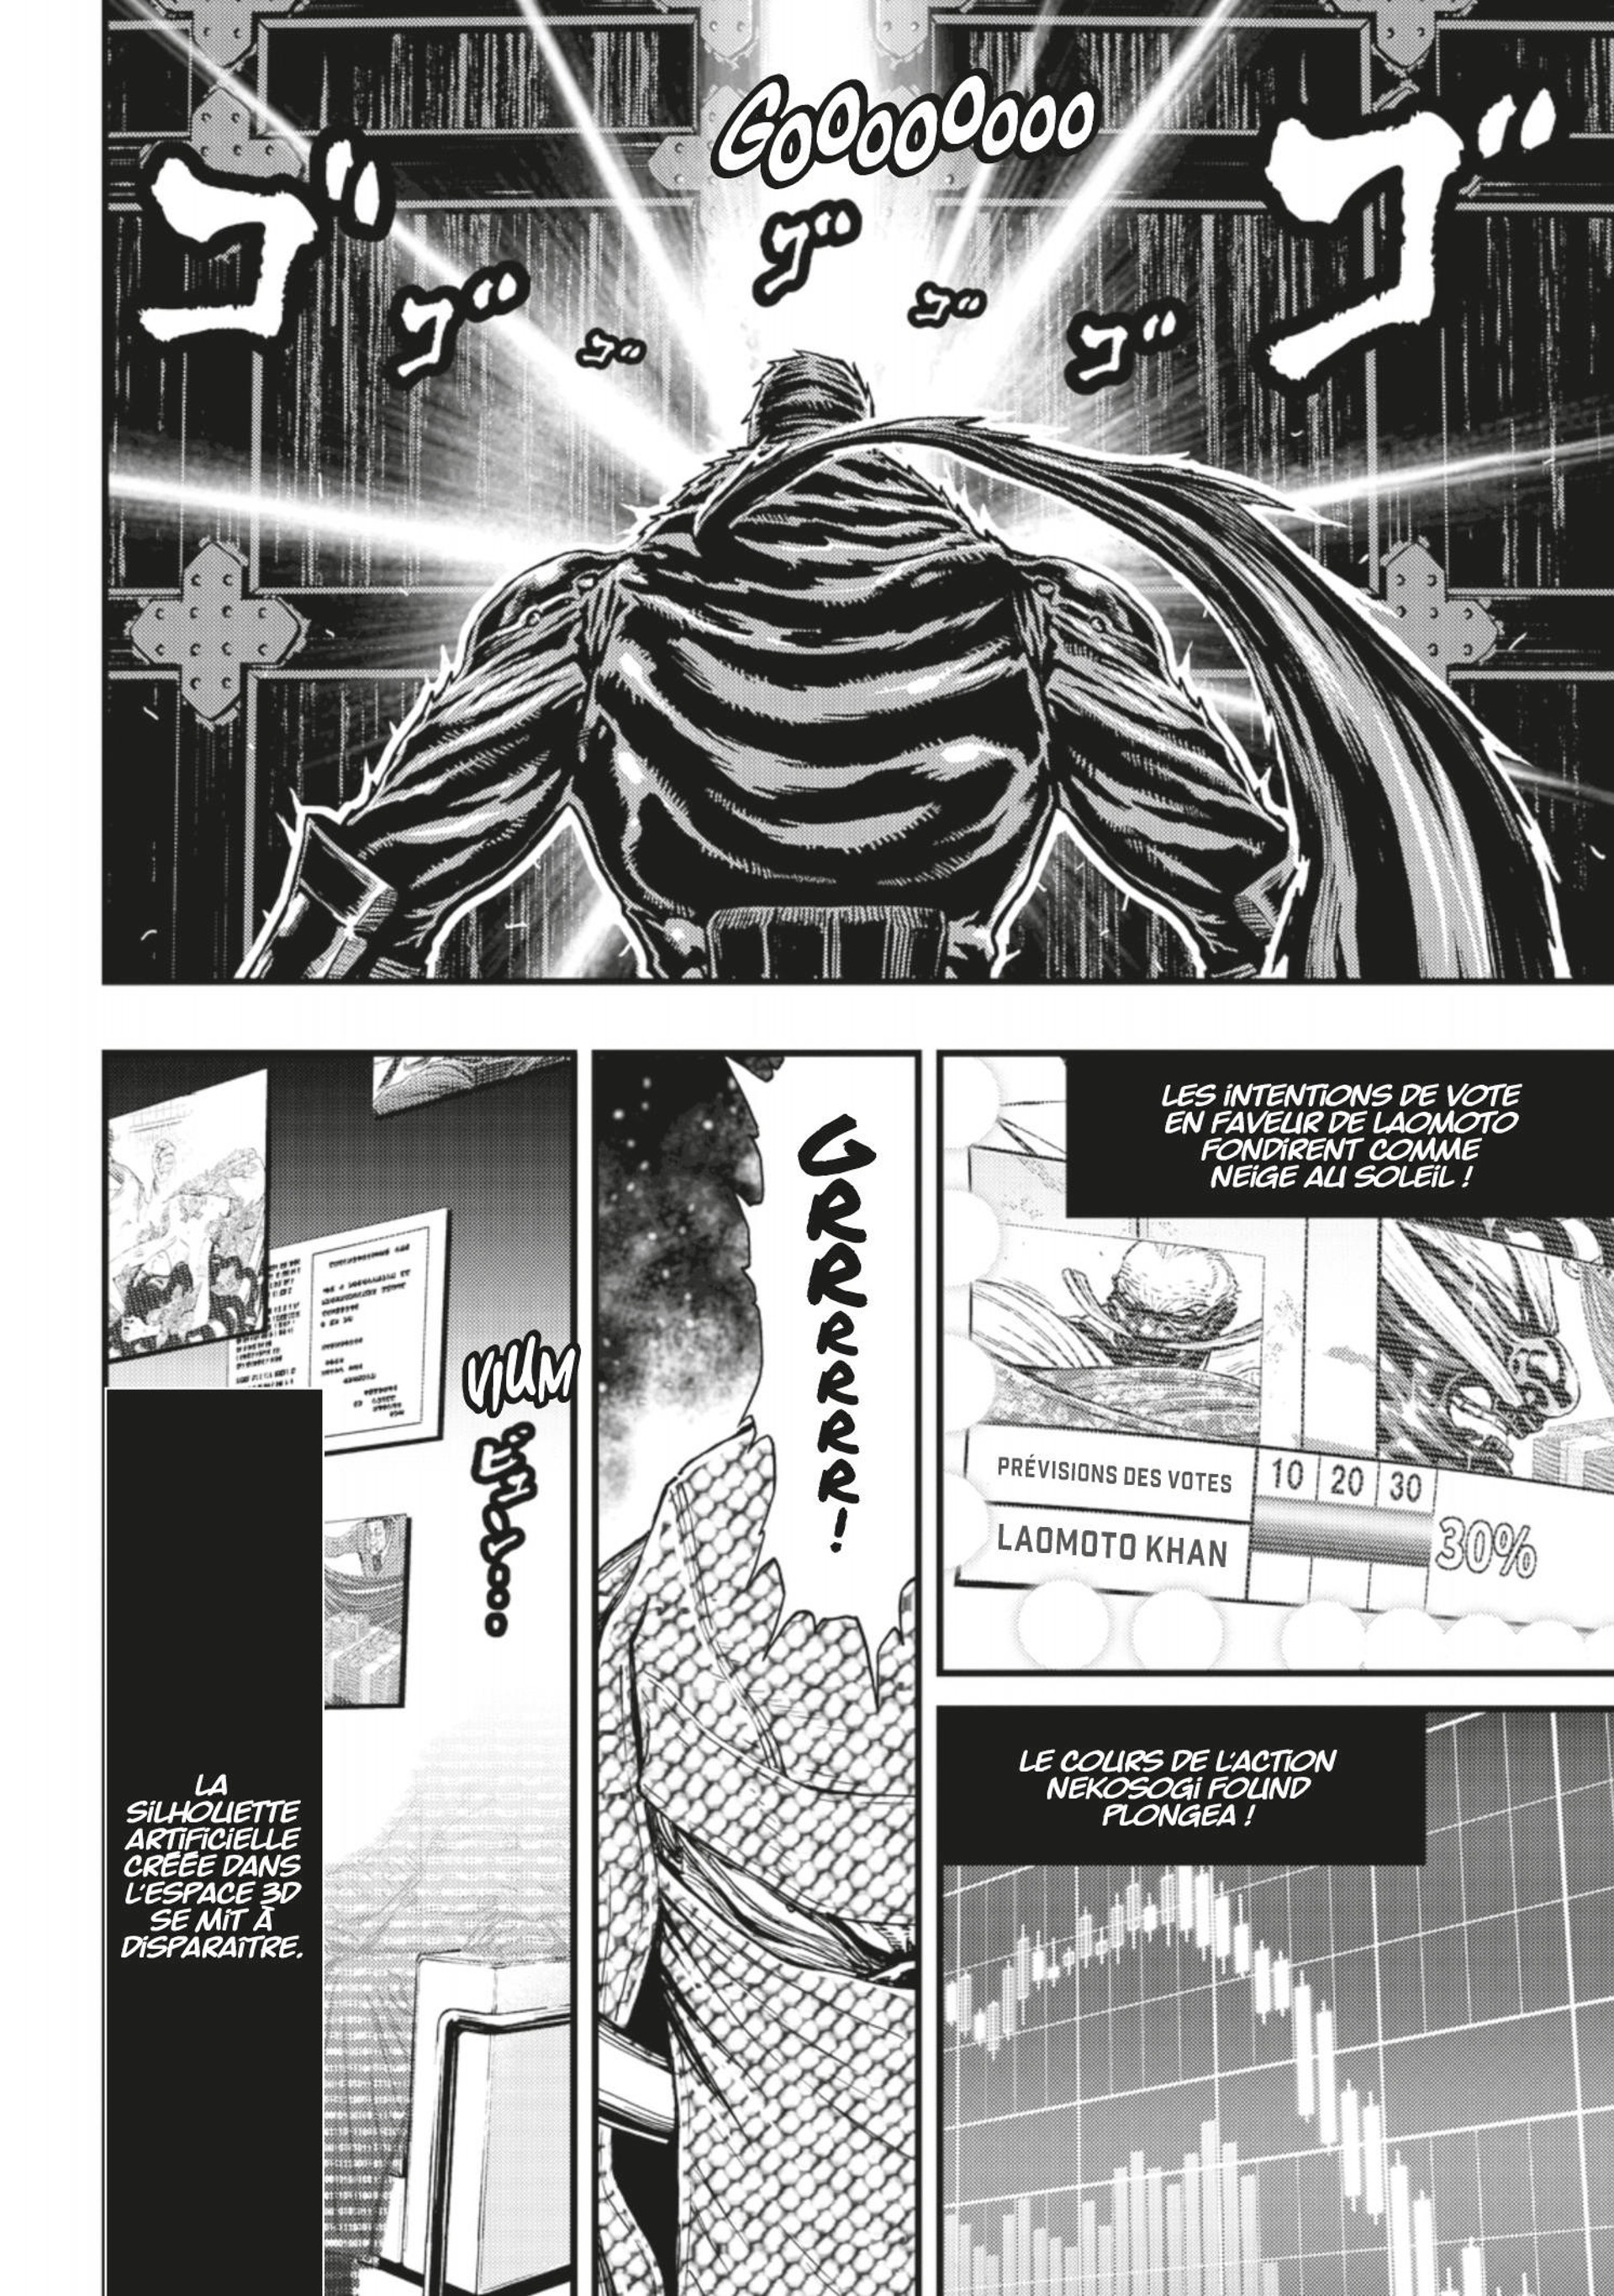 GOOOOOOOO
ゴ
ゴ
ゴ
ゴ
ゴ
ゴ
ゴ
LES INTENTIONS DE VOTE
EN FAVEUR DE LAOMOTO
FONDIRENT COMME
NEIGE AU SOLEIL !
PRÉVISIONS DES VOTES
10 20 30
LAOMOTO KHAN
30%
LE COURS DE L'ACTION
NEKOSOGI FOUND
PLONGEA !
GRRRRRRR!
VIUM
LA
SILHOUETTE
ARTIFICIELLE
CRÉÉE DANS
L'ESPACE 3D
SE MIT À
DISPARAÎTRE.